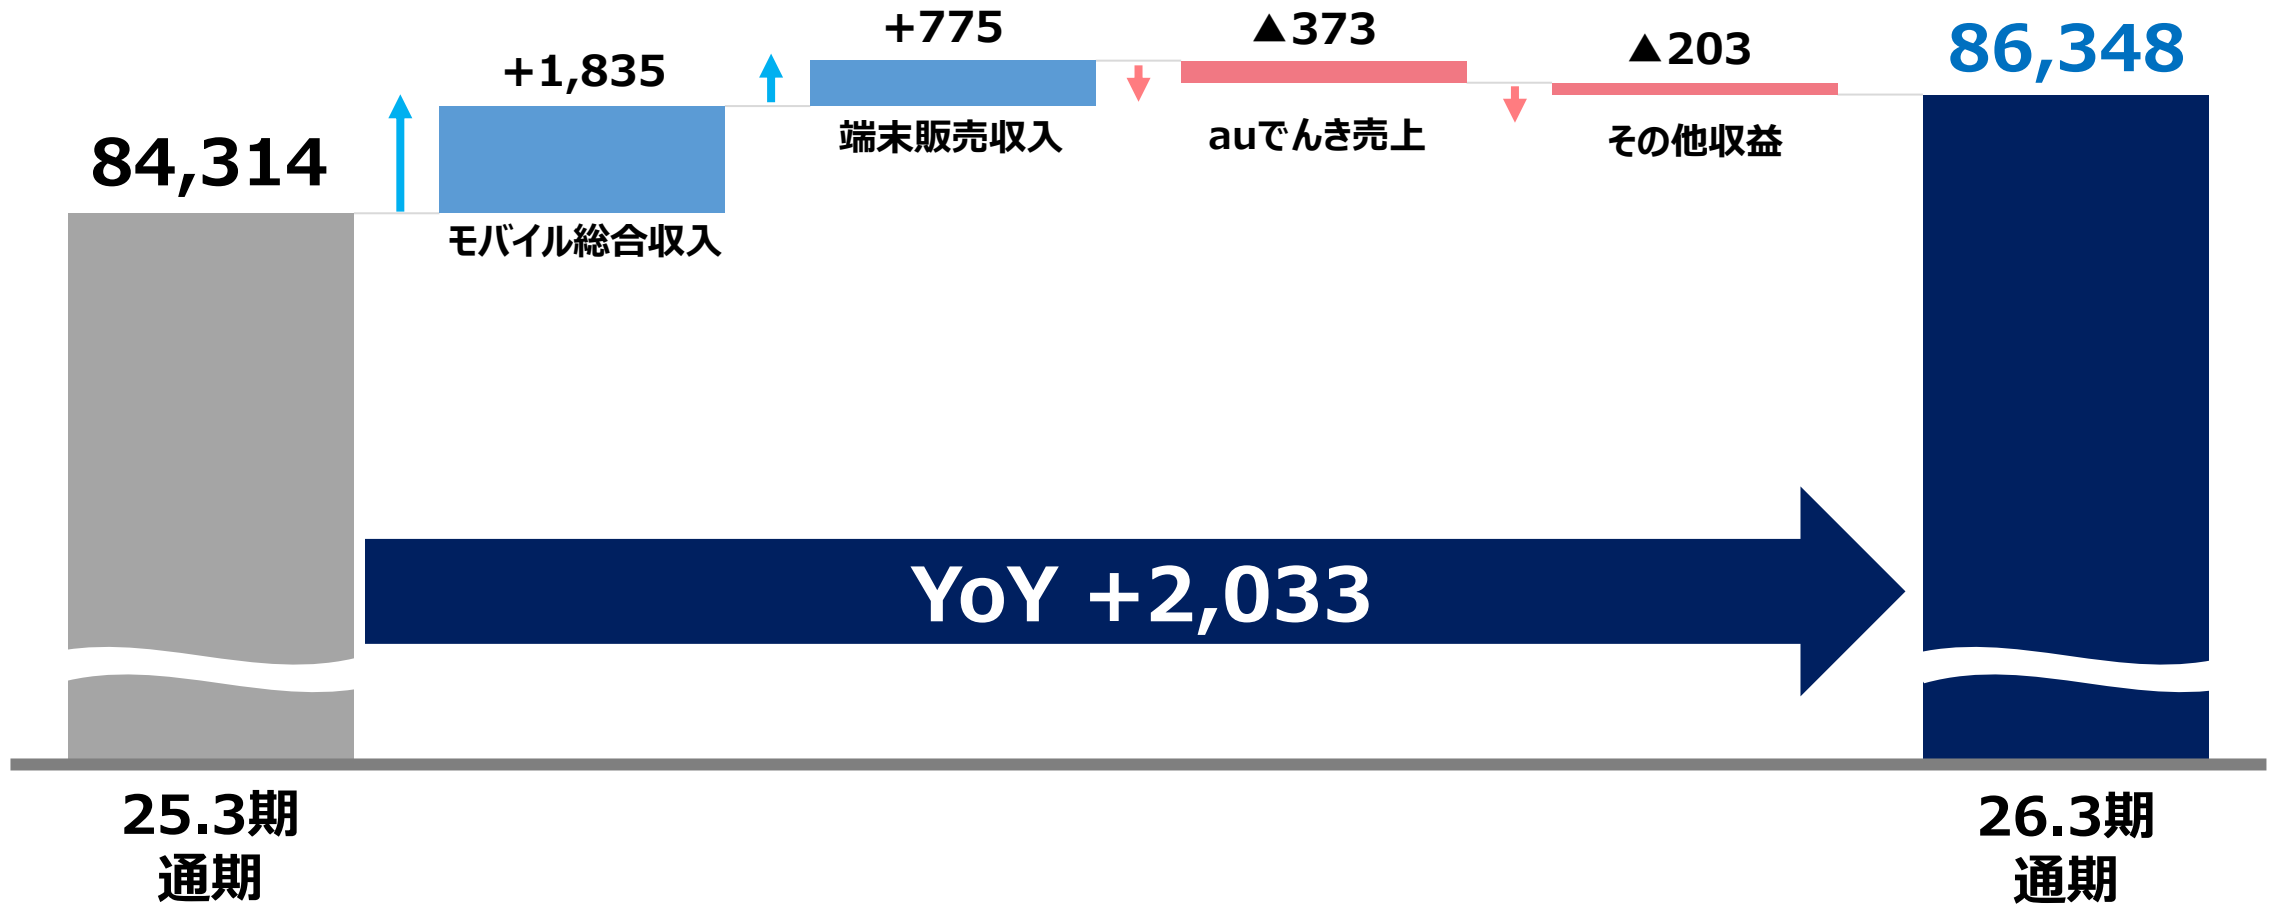 84,314
+1,835
モバイル総合収入
+775
端末販売収入
▲373
auでんき売上
▲203
その他収益
86,348
YoY +2,033
25.3期
通期
26.3期
通期